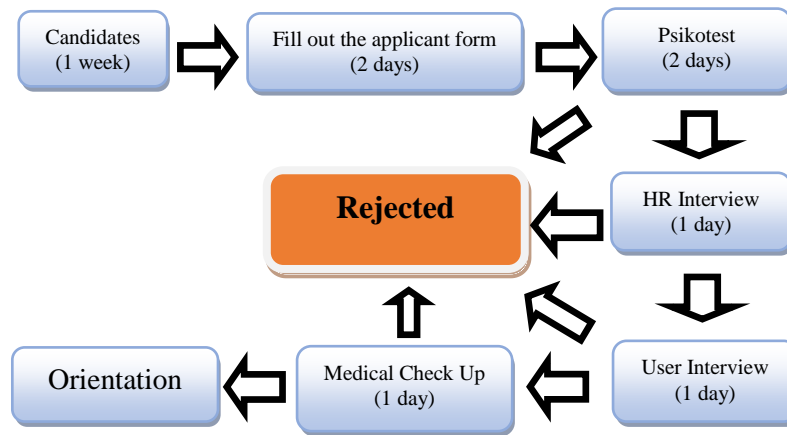 Candidates
(1 week)
Fill out the applicant form
(2 days)
Psikotest
(2 days)
Rejected
HR Interview
(1 day)
Orientation
Medical Check Up
(1 day)
User Interview
(1 day)